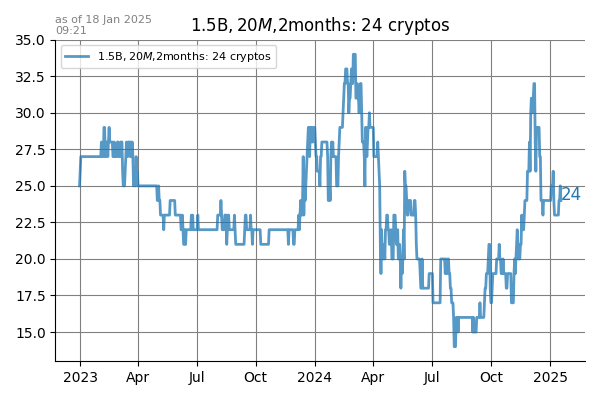 as of 18 Jan 2025
09:21
1.5B, 20M,2months: 24 cryptos
1.5B, 20M,2months: 24 cryptos
35.0
32.5
30.0
27.5
25.0
22.5
20.0
17.5
15.0
24
2023
Apr
Jul
Oct
2024
Apr
Jul
Oct
2025